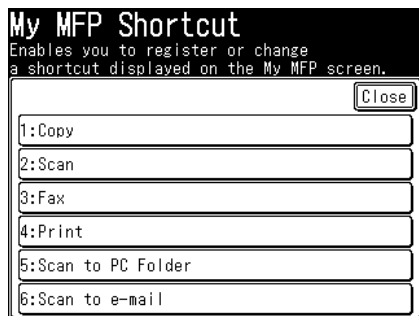 My MFP Shortcut
Enables you to register or change
a shortcut displayed on the My MFP screen.
Close
1:Copy
2:Scan
3:Fax
4:Print
5:Scan to PC Folder
6:Scan to e-mail